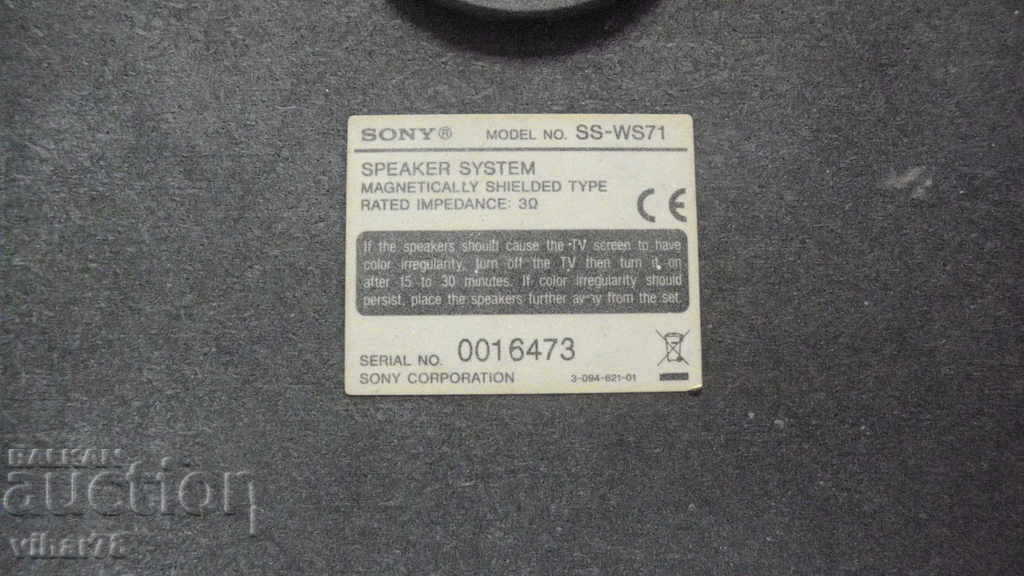 SONY® MODEL NO. SS-WS71
SPEAKER SYSTEM
MAGNETICALLY SHIELDED TYPE
RATED IMPEDANCE: 3Ω
CE
If the speakers should cause the TV screen to have
color irregularity, turn off the TV then turn it on
after 15 to 30 minutes. If color irregularity should
persist, place the speakers further away from the set.
SERIAL NO. 0016473
SONY CORPORATION 3-094-621-01
BALKAN
auction
vihar78